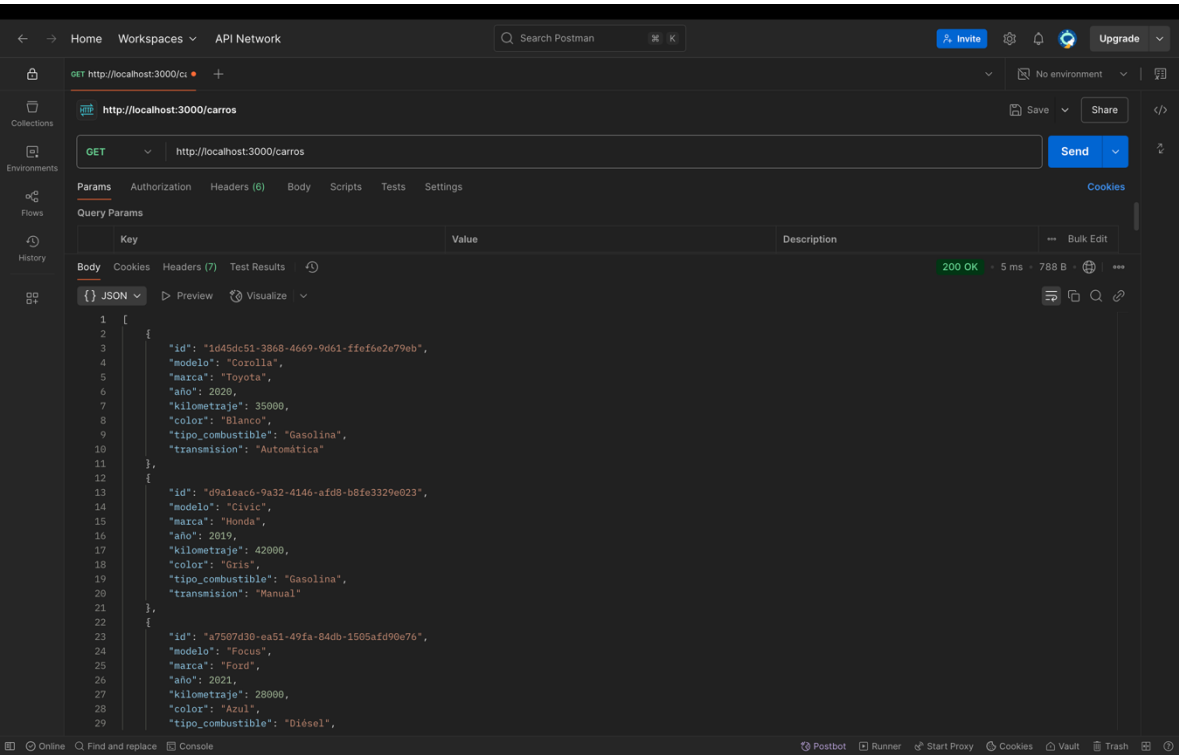 Home Workspaces API Network Search Postman ⌘ K Invite Upgrade
GET http://localhost:3000/ca No environment
HTTP http://localhost:3000/carros Save Share
GET http://localhost:3000/carros Send
Params Authorization Headers (6) Body Scripts Tests Settings Cookies
Query Params
Key Value Description Bulk Edit
Body Cookies Headers (7) Test Results 200 OK 5 ms 788 B
{} JSON Preview Visualize
1 [
2 {
3 "id": "1d45dc51-3868-4669-9d61-ffef6e2e79eb",
4 "modelo": "Corolla",
5 "marca": "Toyota",
6 "año": 2020,
7 "kilometraje": 35000,
8 "color": "Blanco",
9 "tipo_combustible": "Gasolina",
10 "transmision": "Automática"
11 },
12 {
13 "id": "d9a1eac6-9a32-4146-afd8-b8fe3329e023",
14 "modelo": "Civic",
15 "marca": "Honda",
16 "año": 2019,
17 "kilometraje": 42000,
18 "color": "Gris",
19 "tipo_combustible": "Gasolina",
20 "transmision": "Manual"
21 },
22 {
23 "id": "a7507d30-ea51-49fa-84db-1505afd90e76",
24 "modelo": "Focus",
25 "marca": "Ford",
26 "año": 2021,
27 "kilometraje": 28000,
28 "color": "Azul",
29 "tipo_combustible": "Diésel",
Collections
Environments
Flows
History
Online Find and replace Console Postbot Runner Start Proxy Cookies Vault Trash